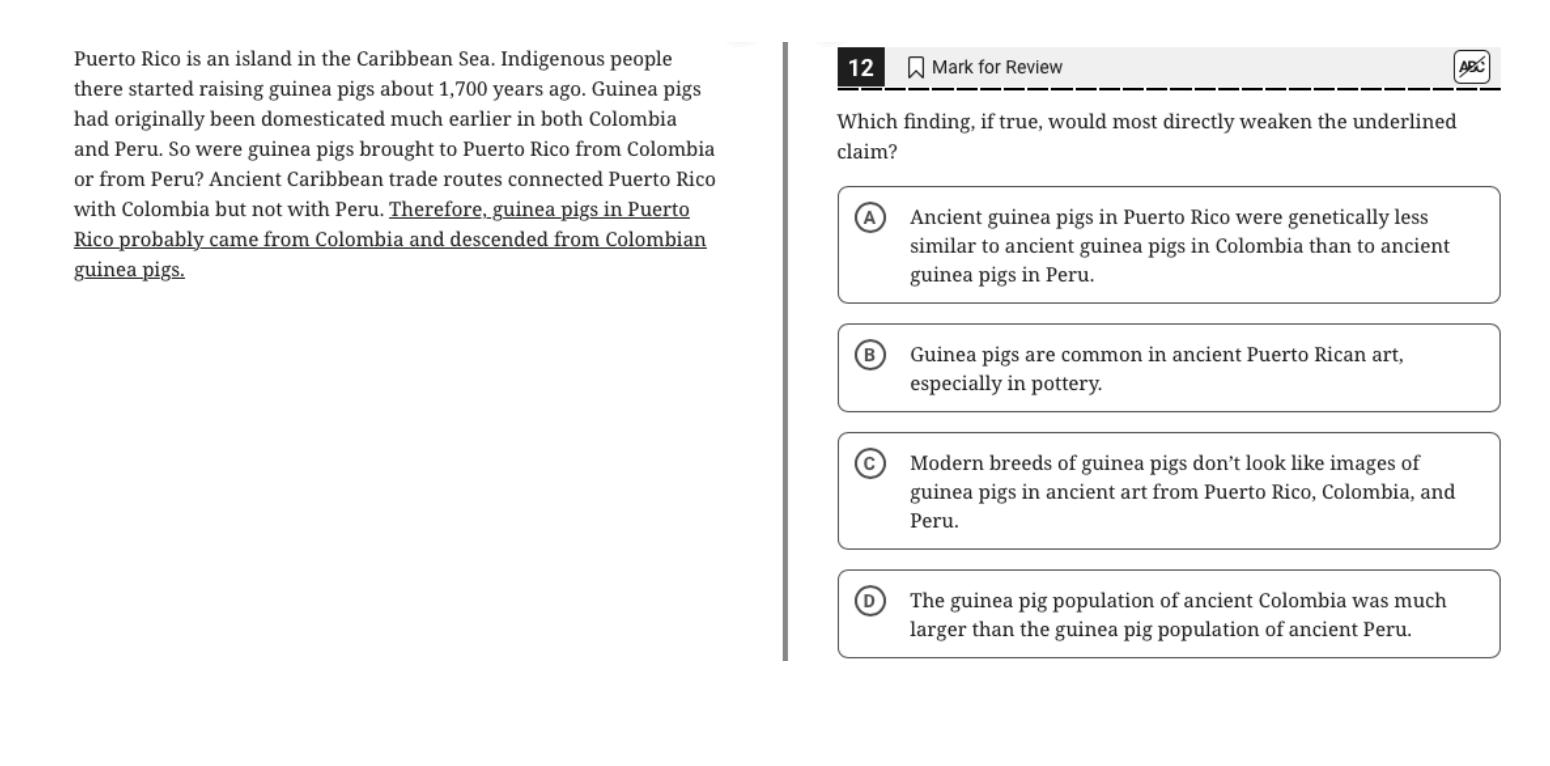 Puerto Rico is an island in the Caribbean Sea. Indigenous people
there started raising guinea pigs about 1,700 years ago. Guinea pigs
had originally been domesticated much earlier in both Colombia
and Peru. So were guinea pigs brought to Puerto Rico from Colombia
or from Peru? Ancient Caribbean trade routes connected Puerto Rico
with Colombia but not with Peru. Therefore, guinea pigs in Puerto
Rico probably came from Colombia and descended from Colombian
guinea pigs.
12 Mark for Review ABC
Which finding, if true, would most directly weaken the underlined
claim?
A Ancient guinea pigs in Puerto Rico were genetically less
similar to ancient guinea pigs in Colombia than to ancient
guinea pigs in Peru.
B Guinea pigs are common in ancient Puerto Rican art,
especially in pottery.
C Modern breeds of guinea pigs don’t look like images of
guinea pigs in ancient art from Puerto Rico, Colombia, and
Peru.
D The guinea pig population of ancient Colombia was much
larger than the guinea pig population of ancient Peru.